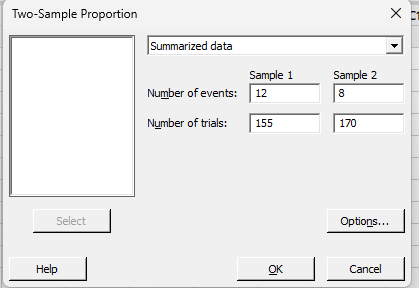 Two-Sample Proportion
Summarized data
Sample 1 Sample 2
Number of events: 12 8
Number of trials: 155 170
Select
Options...
Help OK Cancel